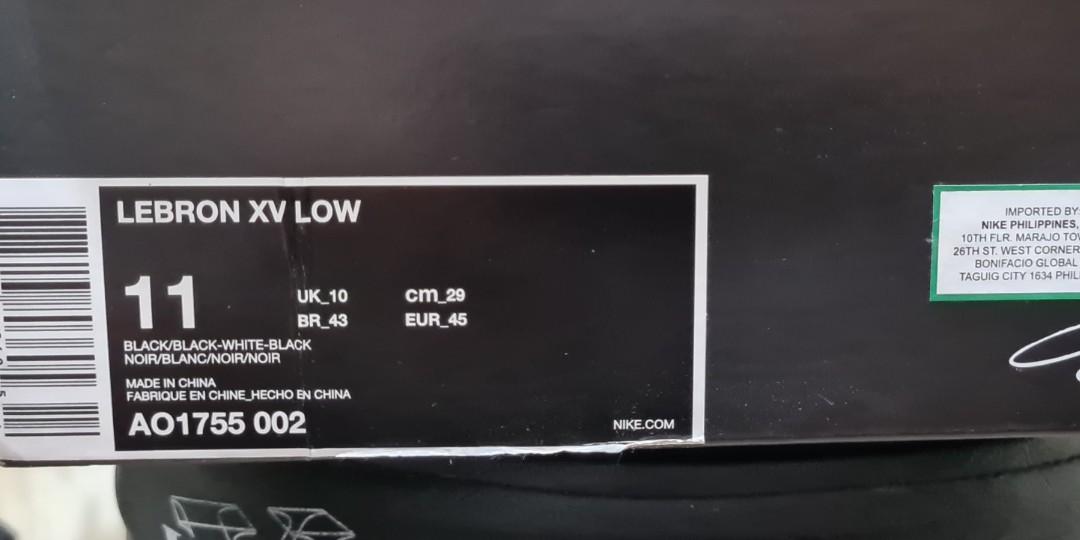 LEBRON XV LOW
11
UK_10 cm_29
BR_43 EUR_45
BLACK/BLACK-WHITE-BLACK
NOIR/BLANC/NOIR/NOIR
MADE IN CHINA
FABRIQUE EN CHINE_HECHO EN CHINA
AO1755 002
NIKE.COM
IMPORTED BY:
NIKE PHILIPPINES,
10TH FLR. MARAJO
26TH ST. WEST CORNER
BONIFACIO GLOBAL
TAGUIG CITY 1634